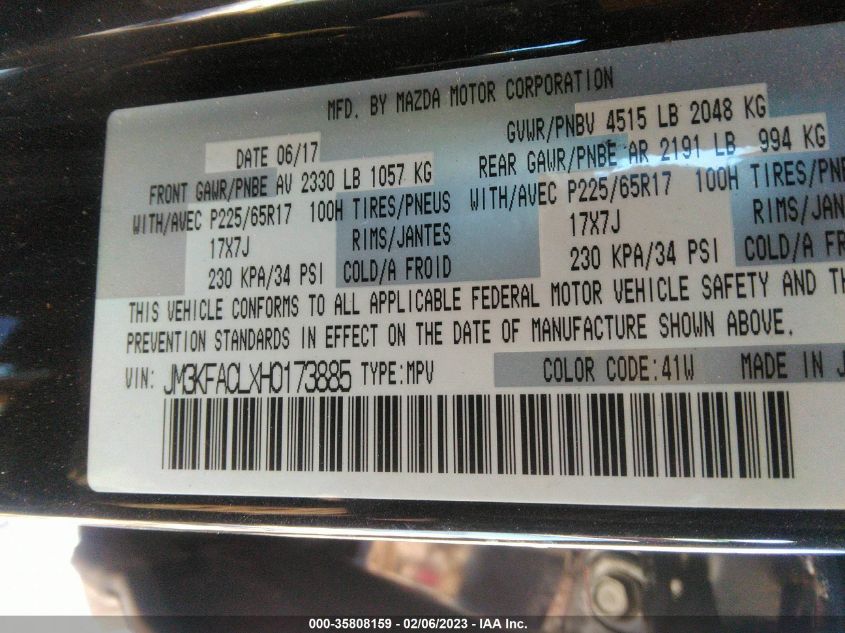 MFD. BY MAZDA MOTOR CORPORATION
DATE 06/17 GVWR/PNBV 4515 LB 2048 KG
FRONT GAWR/PNBE AV 2330 LB 1057 KG REAR GAWR/PNBE AR 2191 LB 994 KG
WITH/AVEC P225/65R17 100H TIRES/PNEUS WITH/AVEC P225/65R17 100H TIRES/PNE
17X7J RIMS/JANTES 17X7J RIMS/JANTE
230 KPA/34 PSI COLD/A FROID 230 KPA/34 PSI COLD/A FRO
THIS VEHICLE CONFORMS TO ALL APPLICABLE FEDERAL MOTOR VEHICLE SAFETY AND TH
PREVENTION STANDARDS IN EFFECT ON THE DATE OF MANUFACTURE SHOWN ABOVE.
VIN: JM3KFACLXH0173885 TYPE:MPV COLOR CODE:41W MADE IN J
000-35808159 - 02/06/2023 - IAA Inc.